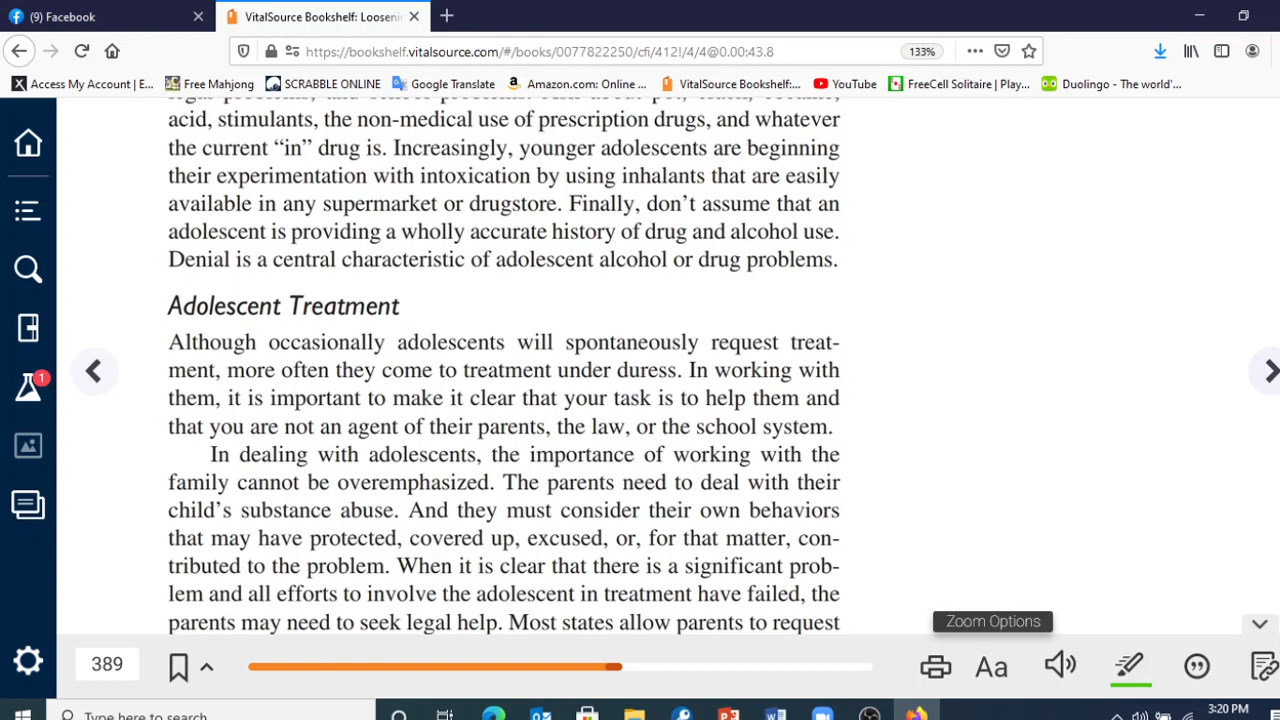 (9) Facebook
VitalSource Bookshelf: Loosenin
https://bookshelf.vitalsource.com/#/books/0077822250/cfi/412!/4/4@0.00:43.8
133%
Access My Account | E...
Free Mahjong
SCRABBLE ONLINE
Google Translate
Amazon.com: Online ...
VitalSource Bookshelf...
YouTube
FreeCell Solitaire | Play...
Duolingo - The world'...
acid, stimulants, the non-medical use of prescription drugs, and whatever
the current “in” drug is. Increasingly, younger adolescents are beginning
their experimentation with intoxication by using inhalants that are easily
available in any supermarket or drugstore. Finally, don’t assume that an
adolescent is providing a wholly accurate history of drug and alcohol use.
Denial is a central characteristic of adolescent alcohol or drug problems.
Adolescent Treatment
Although occasionally adolescents will spontaneously request treat-
ment, more often they come to treatment under duress. In working with
them, it is important to make it clear that your task is to help them and
that you are not an agent of their parents, the law, or the school system.
In dealing with adolescents, the importance of working with the
family cannot be overemphasized. The parents need to deal with their
child’s substance abuse. And they must consider their own behaviors
that may have protected, covered up, excused, or, for that matter, con-
tributed to the problem. When it is clear that there is a significant prob-
lem and all efforts to involve the adolescent in treatment have failed, the
parents may need to seek legal help. Most states allow parents to request
1
Zoom Options
389
Aa
Type here to search
3:20 PM